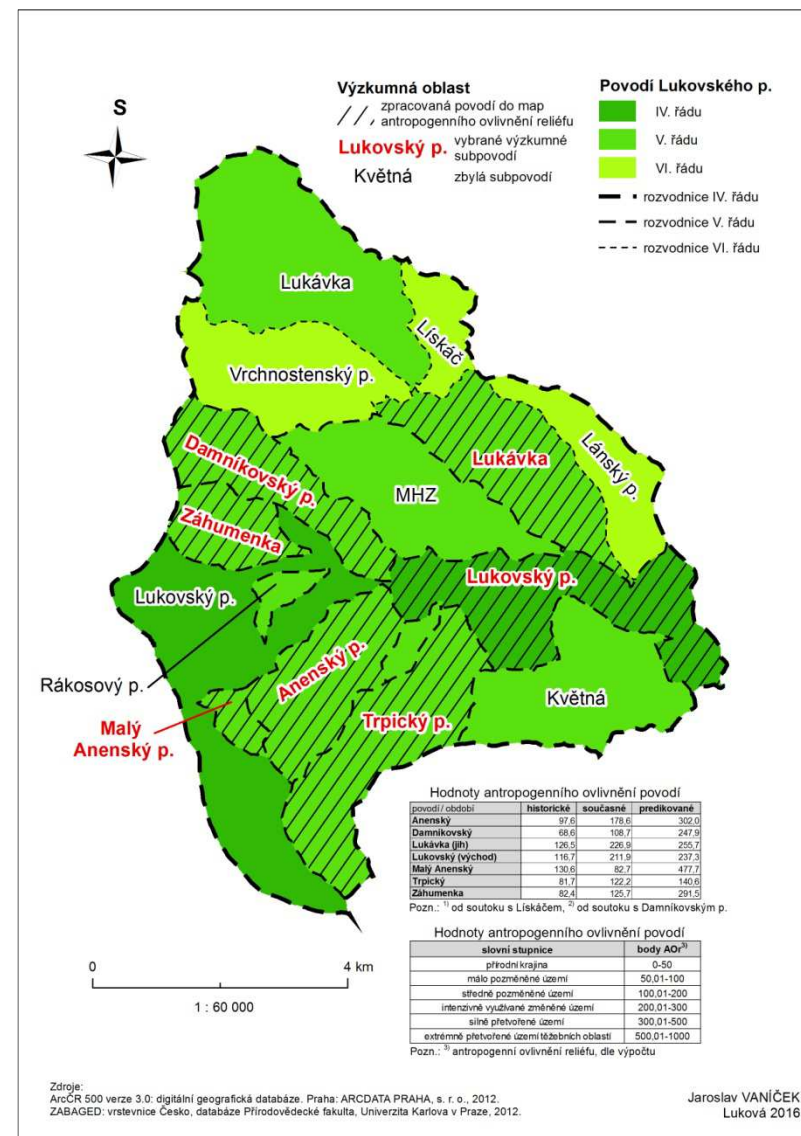 Výzkumná oblast
zpracovaná povodí do map
antropogenního ovlivnění reliéfu
Lukovský p. vybrané výzkumné
subpovodí
Květná zbylá subpovodí
Povodí Lukovského p.
IV. řádu
V. řádu
VI. řádu
rozvodnice IV. řádu
rozvodnice V. řádu
rozvodnice VI. řádu
S
Lukávka
Lískáč
Vrchnostenský p.
Lánský p.
Lukávka
Damníkovský p.
MHZ
Záhumenka
Lukovský p.
Lukovský p.
Rákosový p.
Anenský p.
Květná
Malý
Anenský p.
Trpický p.
Hodnoty antropogenního ovlivnění povodí
povodí / období historické současné predikované
Anenský 97,6 178,6 302,0
Damníkovský 68,6 108,7 247,9
Lukávka (jih) 126,5 226,9 255,7
Lukovský (východ) 116,7 211,9 237,3
Malý Anenský 130,6 82,7 477,7
Trpický 81,7 122,2 140,6
Záhumenka 82,4 125,7 291,5
Pozn.: 1) od soutoku s Lískáčem, 2) od soutoku s Damníkovským p.
Hodnoty antropogenního ovlivnění povodí
slovní stupnice body AOr3)
přírodní krajina 0-50
málo pozměněné území 50,01-100
středně pozměněné území 100,01-200
intenzivně využívané změněné území 200,01-300
silně přetvořené území 300,01-500
extrémně přetvořené území těžebních oblastí 500,01-1000
Pozn.: 3) antropogenní ovlivnění reliéfu, dle výpočtu
0 4 km
1 : 60 000
Zdroje:
ArcČR 500 verze 3.0: digitální geografická databáze. Praha: ARCDATA PRAHA, s. r. o., 2012.
ZABAGED: vrstevnice Česko, databáze Přírodovědecké fakulta, Univerzita Karlova v Praze, 2012.
Jaroslav VANÍČEK
Luková 2016